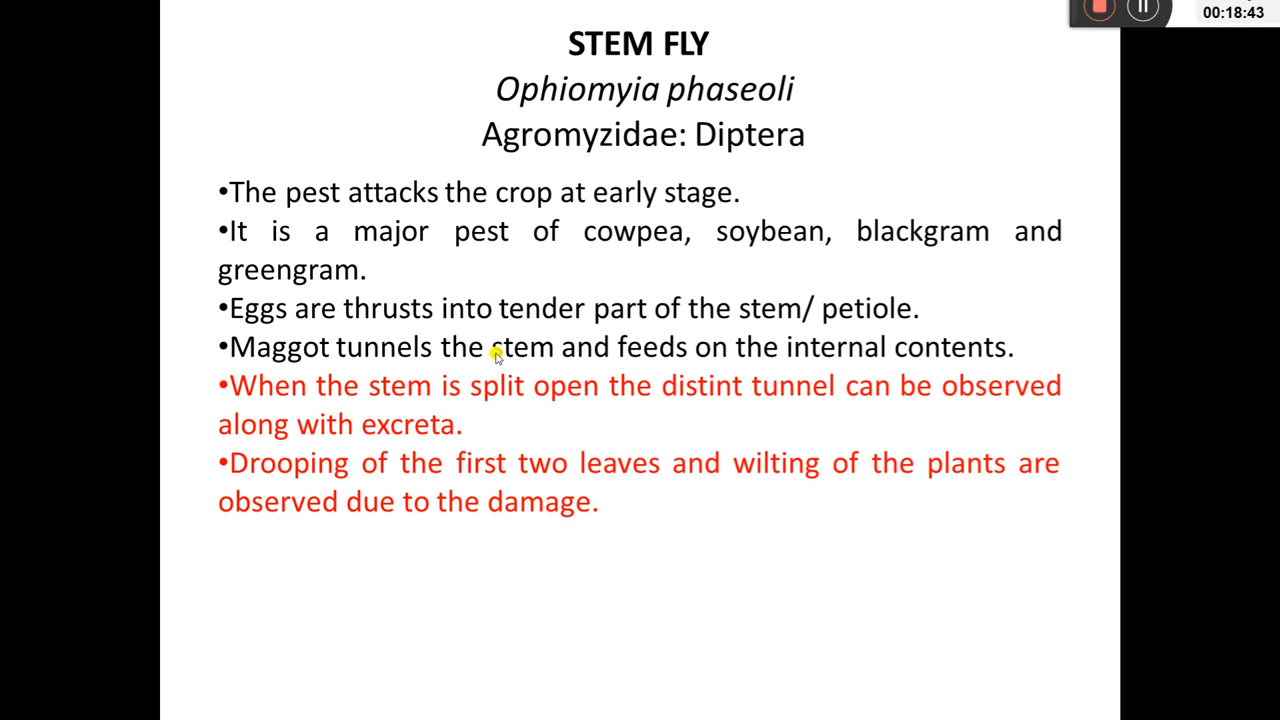 00:18:43
STEM FLY
Ophiomyia phaseoli
Agromyzidae: Diptera
•The pest attacks the crop at early stage.
•It is a major pest of cowpea, soybean, blackgram and
greengram.
•Eggs are thrusts into tender part of the stem/ petiole.
•Maggot tunnels the stem and feeds on the internal contents.
•When the stem is split open the distint tunnel can be observed
along with excreta.
•Drooping of the first two leaves and wilting of the plants are
observed due to the damage.